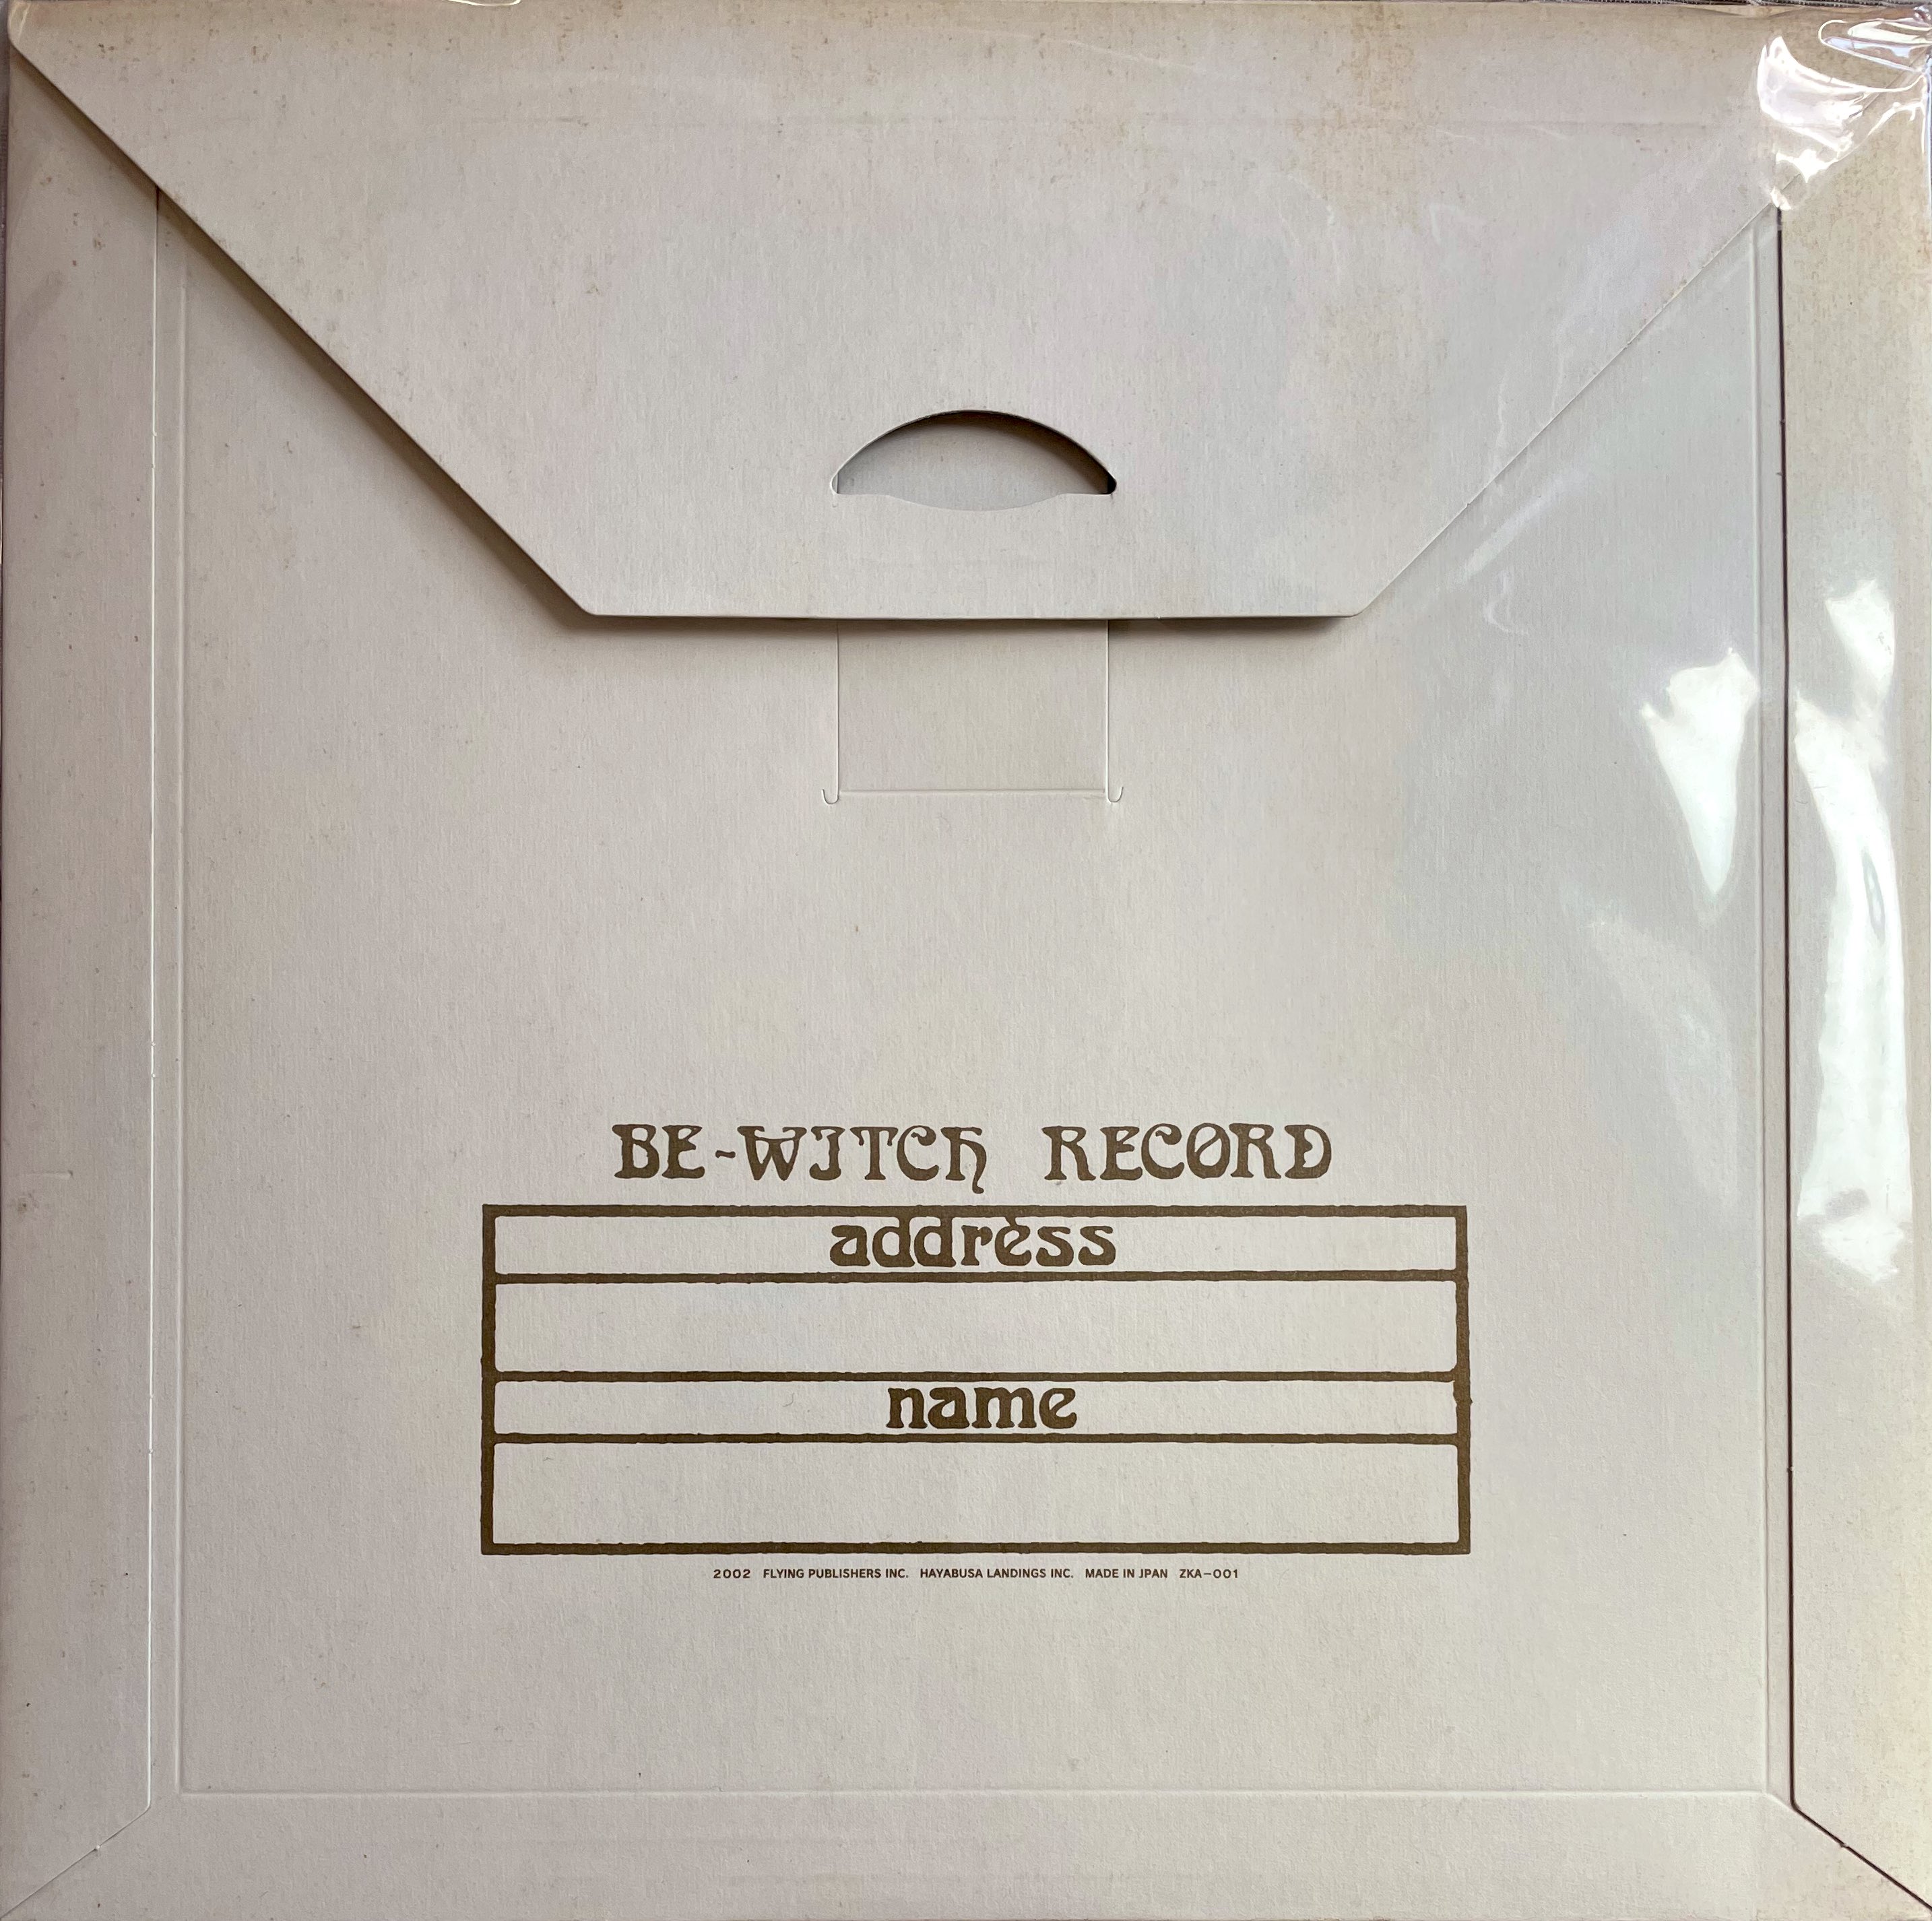 BE-WITCH RECORD
address
name
2002 FLYING PUBLISHERS INC. HAYABUSA LANDINGS INC. MADE IN JPAN ZKA-001